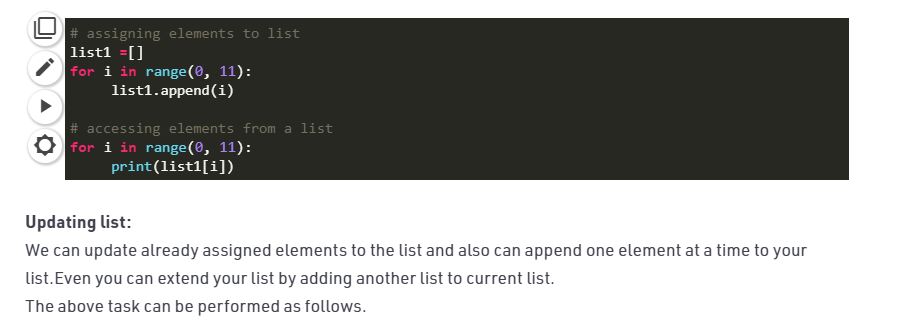 # assigning elements to list
list1 =[]
for i in range(0, 11):
     list1.append(i)

# accessing elements from a list
for i in range(0, 11):
     print(list1[i])

Updating list:
We can update already assigned elements to the list and also can append one element at a time to your
list.Even you can extend your list by adding another list to current list.
The above task can be performed as follows.